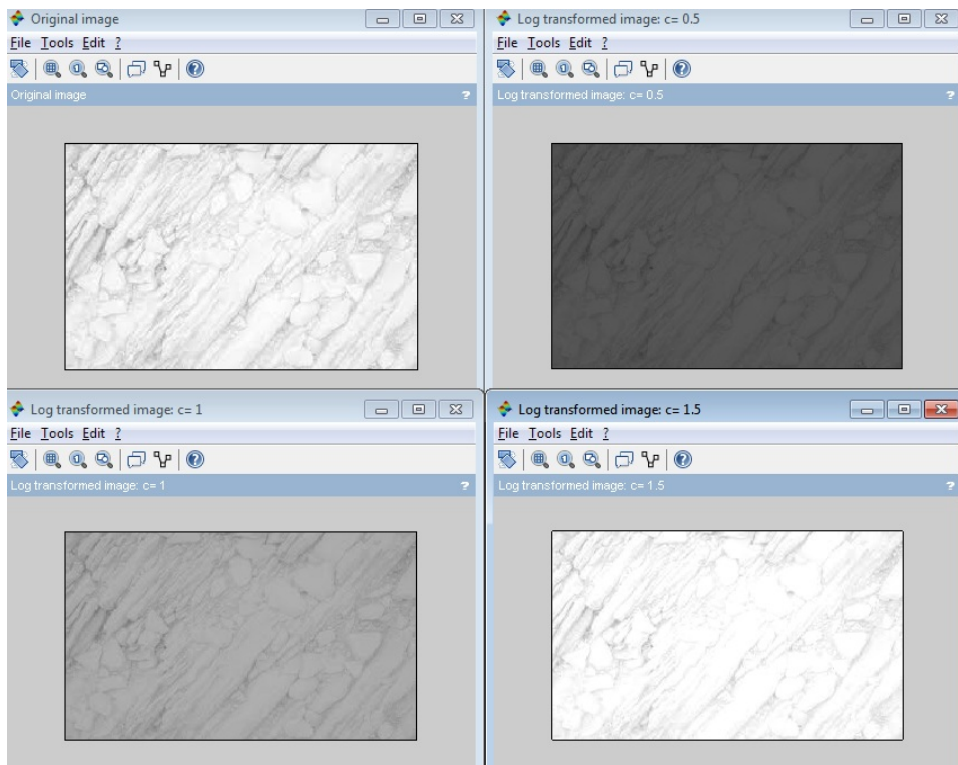 Original image
File Tools Edit ?
Original image ?
Log transformed image: c= 0.5
File Tools Edit ?
Log transformed image: c= 0.5 ?
Log transformed image: c= 1
File Tools Edit ?
Log transformed image: c= 1 ?
Log transformed image: c= 1.5
File Tools Edit ?
Log transformed image: c= 1.5 ?